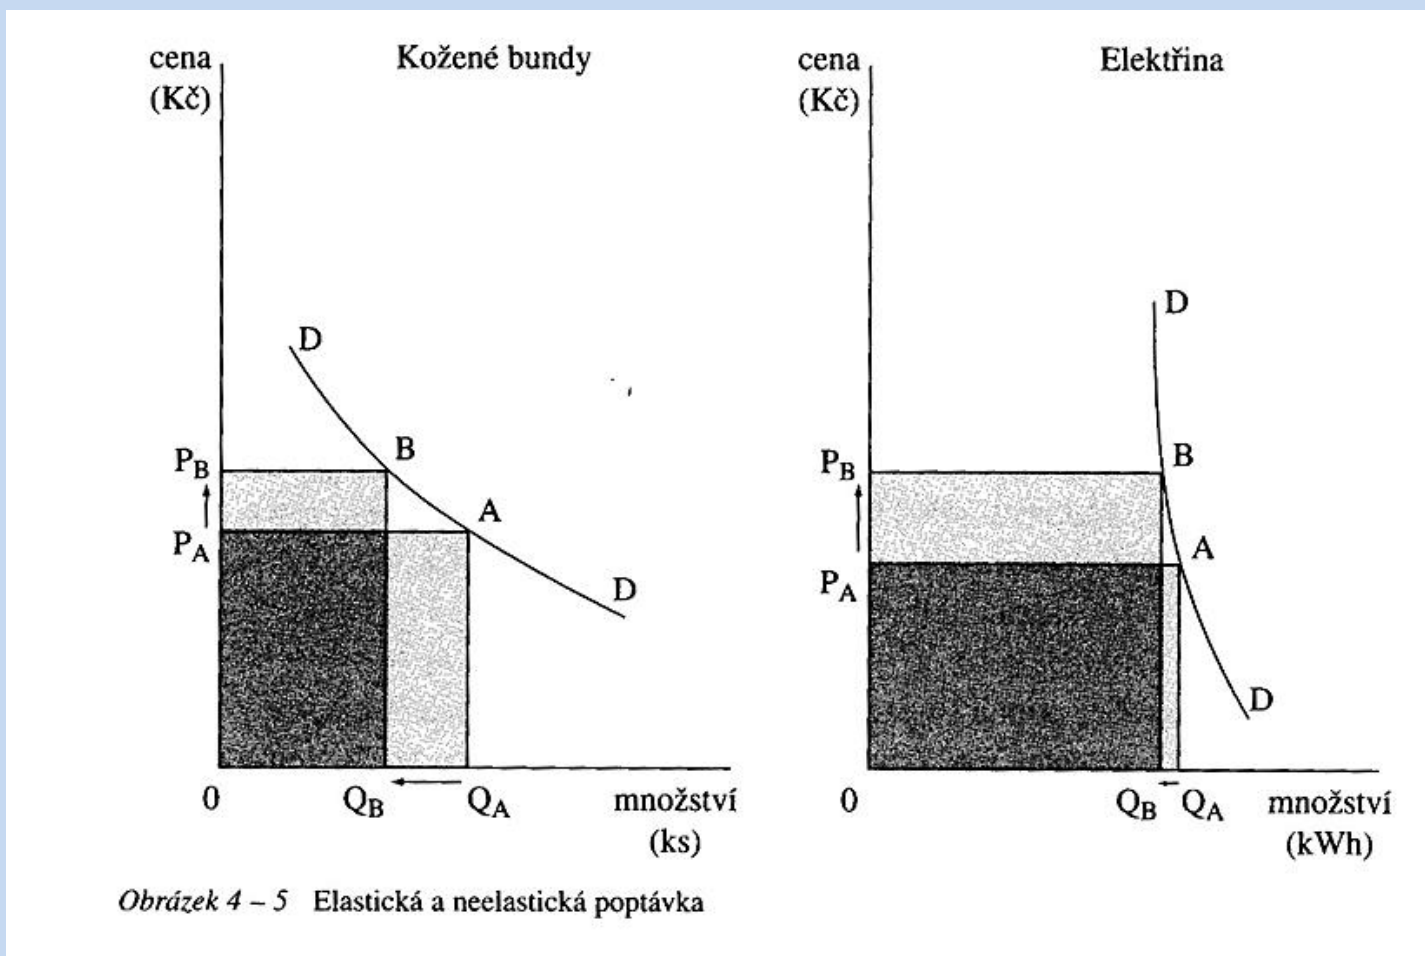 cena
(Kč)
Kožené bundy
D
B
P_B
A
P_A
D
0
Q_B
Q_A
množství
(ks)
cena
(Kč)
Elektřina
D
B
P_B
A
P_A
D
0
Q_B
Q_A
množství
(kWh)
Obrázek 4 – 5 Elastická a neelastická poptávka